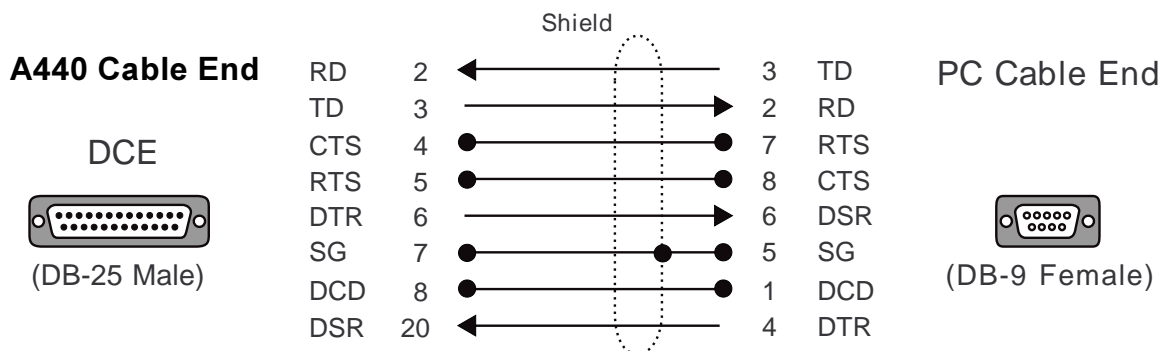 Shield
A440 Cable End RD 2 3 TD PC Cable End
TD 3 2 RD
DCE CTS 4 7 RTS
RTS 5 8 CTS
DTR 6 6 DSR
(DB-25 Male) SG 7 5 SG (DB-9 Female)
DCD 8 1 DCD
DSR 20 4 DTR